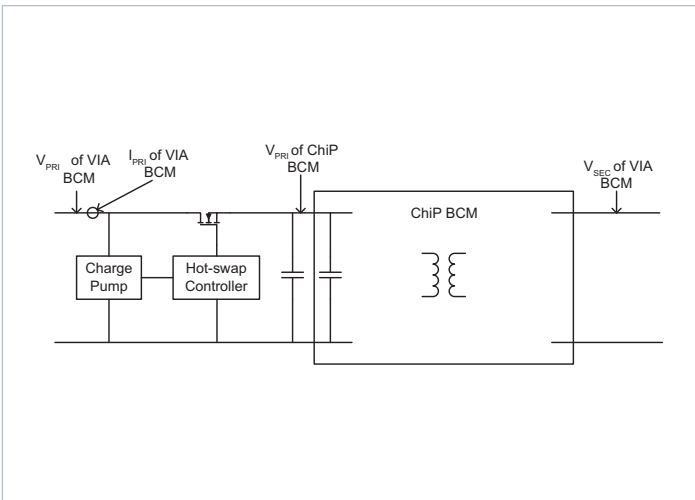 V_PRI of VIA
BCM
I_PRI of VIA
BCM
V_PRI of ChiP
BCM
V_SEC of VIA
BCM
ChiP BCM
Charge
Pump
Hot-swap
Controller